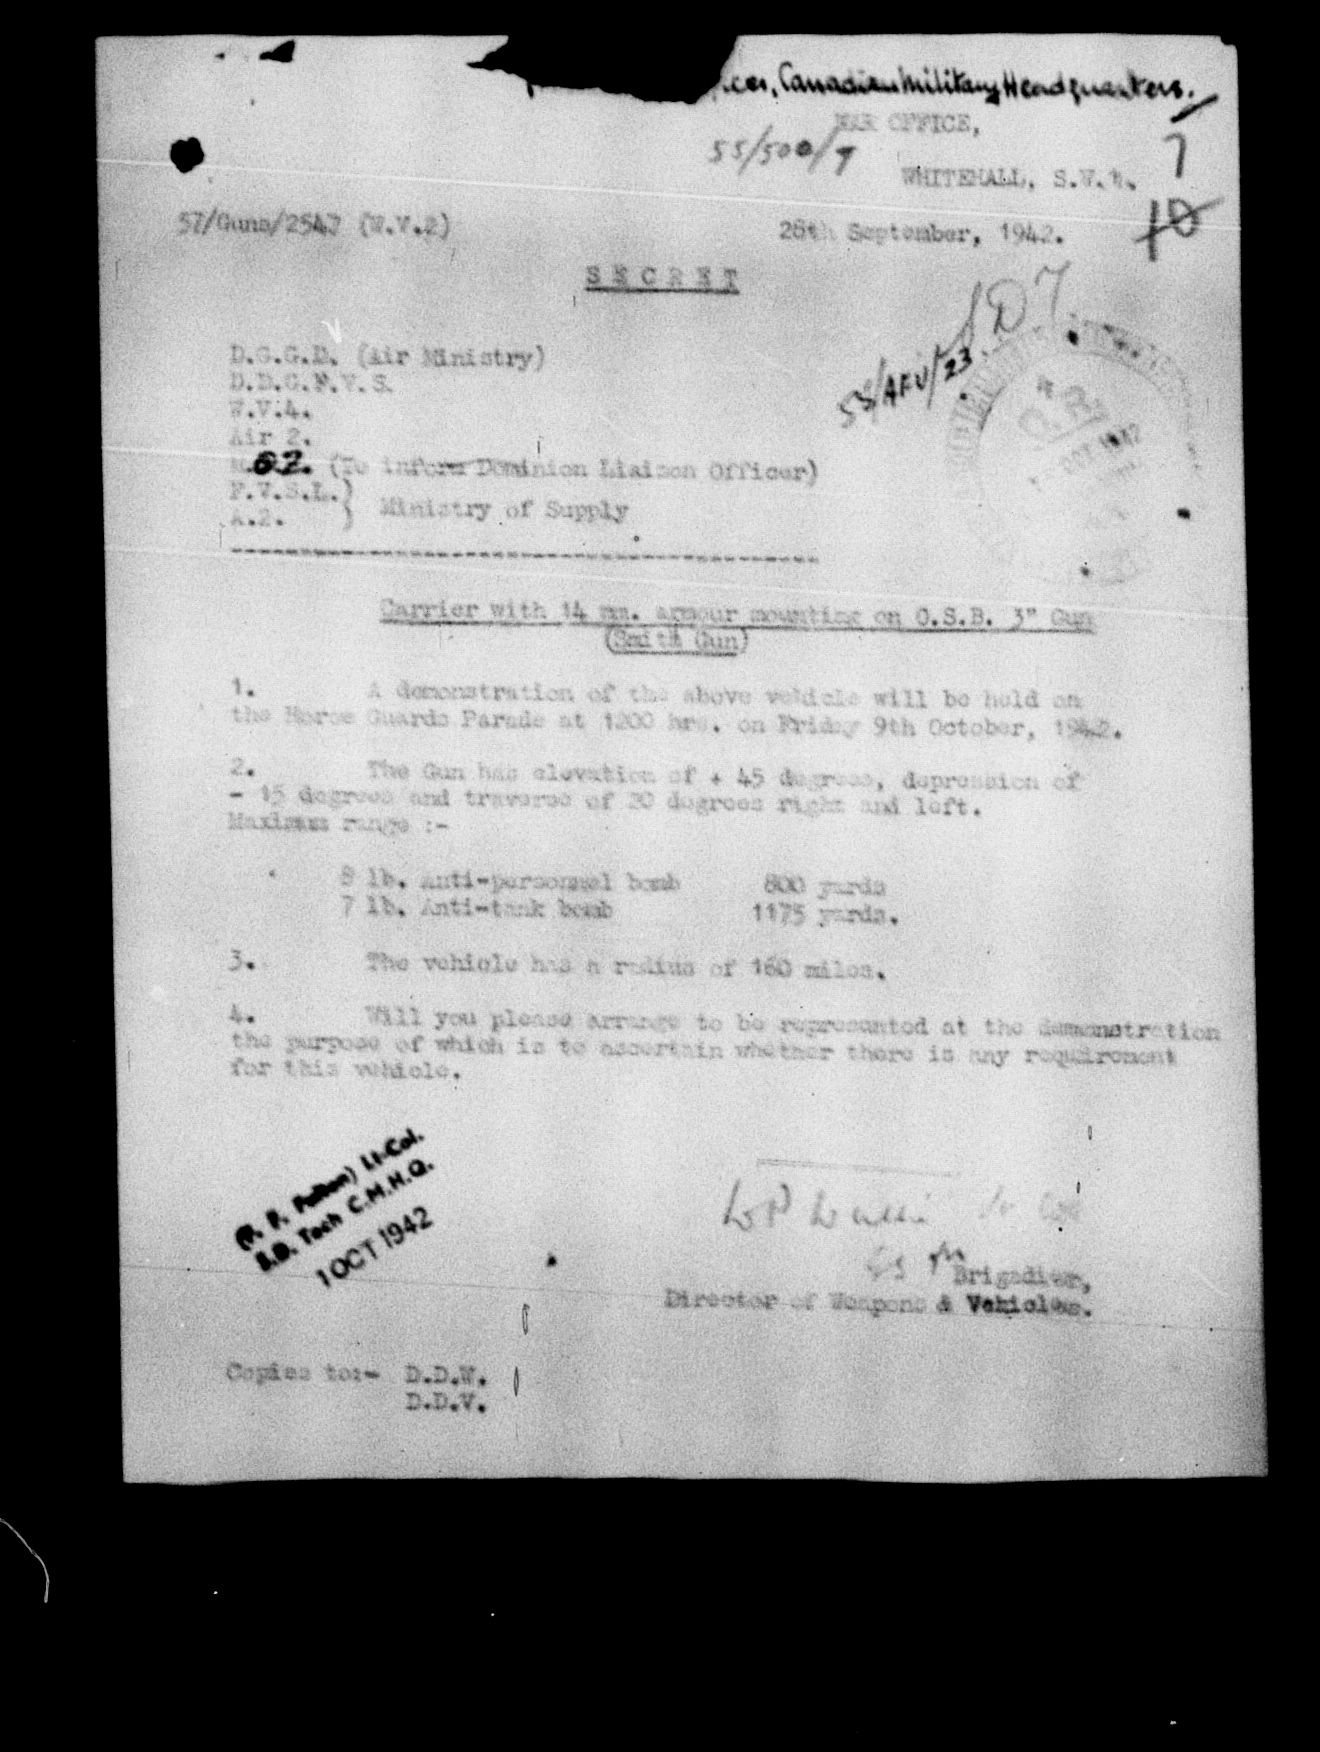 Canadian Military Headquarters.
WAR OFFICE,
55/500/7
7
WHITEHALL, S.W.1.
10
57/Guns/2547 (W.V.2)
28th September, 1942.
SECRET
SD7
55/AFV/23.
D.G.G.D. (Air Ministry)
D.D.G.F.V.S.
W.V.4.
Air 2.
(To inform Dominion Liaison Officer)
F.V.S.L.)
A.2. ) Ministry of Supply
Carrier with 14 mm. armour mounting on O.S.B. 3" Gun
(Smith Gun)
1. A demonstration of the above vehicle will be held on
the Horse Guards Parade at 1200 hrs. on Friday 9th October, 1942.
2. The Gun has elevation of + 45 degrees, depression of
- 15 degrees and traverse of 20 degrees right and left.
Maximum range :-
8 lb. Anti-personnel bomb 800 yards
7 lb. Anti-tank bomb 1175 yards.
3. The vehicle has a radius of 160 miles.
4. Will you please arrange to be represented at the demonstration
the purpose of which is to ascertain whether there is any requirement
for this vehicle.
Lt-Col.
S.D. Tech C.M.H.Q.
1 OCT 1942
Brigadier,
Director of Weapons & Vehicles.
Copies to:- D.D.W.
D.D.V.